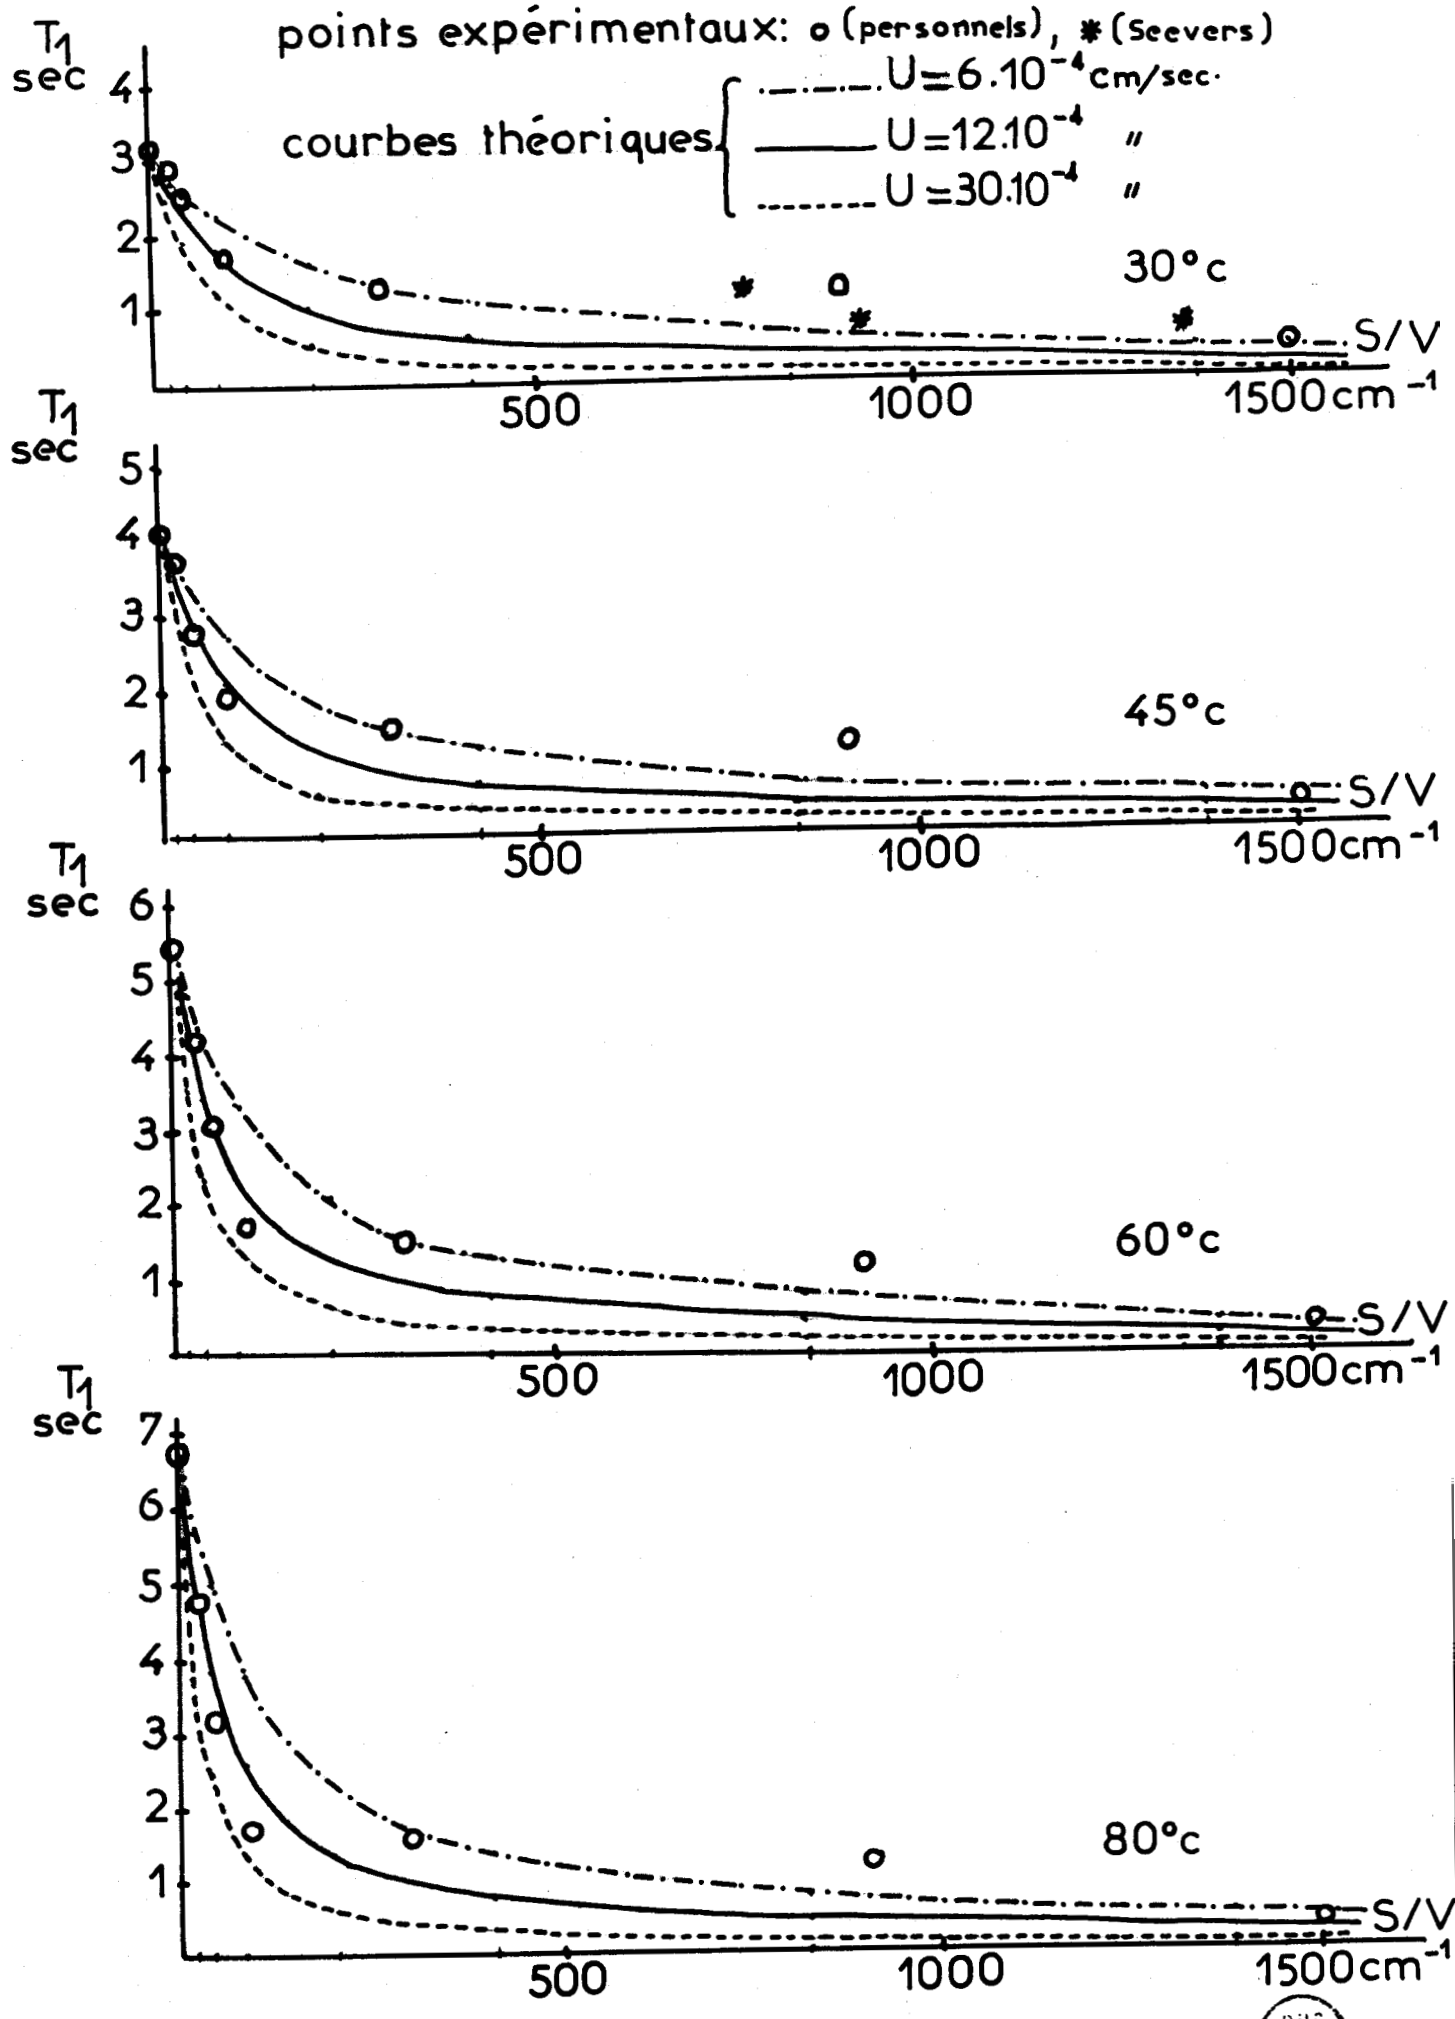 points expérimentaux: o (personnels), * (Seevers)
T1
sec
courbes théoriques
U=6.10⁻⁴ cm/sec.
U=12.10⁻⁴ "
U=30.10⁻⁴ "
4
3
2
1
30°c
S/V
500 1000 1500cm⁻¹
T1
sec
5
4
3
2
1
45°c
S/V
500 1000 1500cm⁻¹
T1
sec
6
5
4
3
2
1
60°c
S/V
500 1000 1500cm⁻¹
T1
sec
7
6
5
4
3
2
1
80°c
S/V
500 1000 1500cm⁻¹